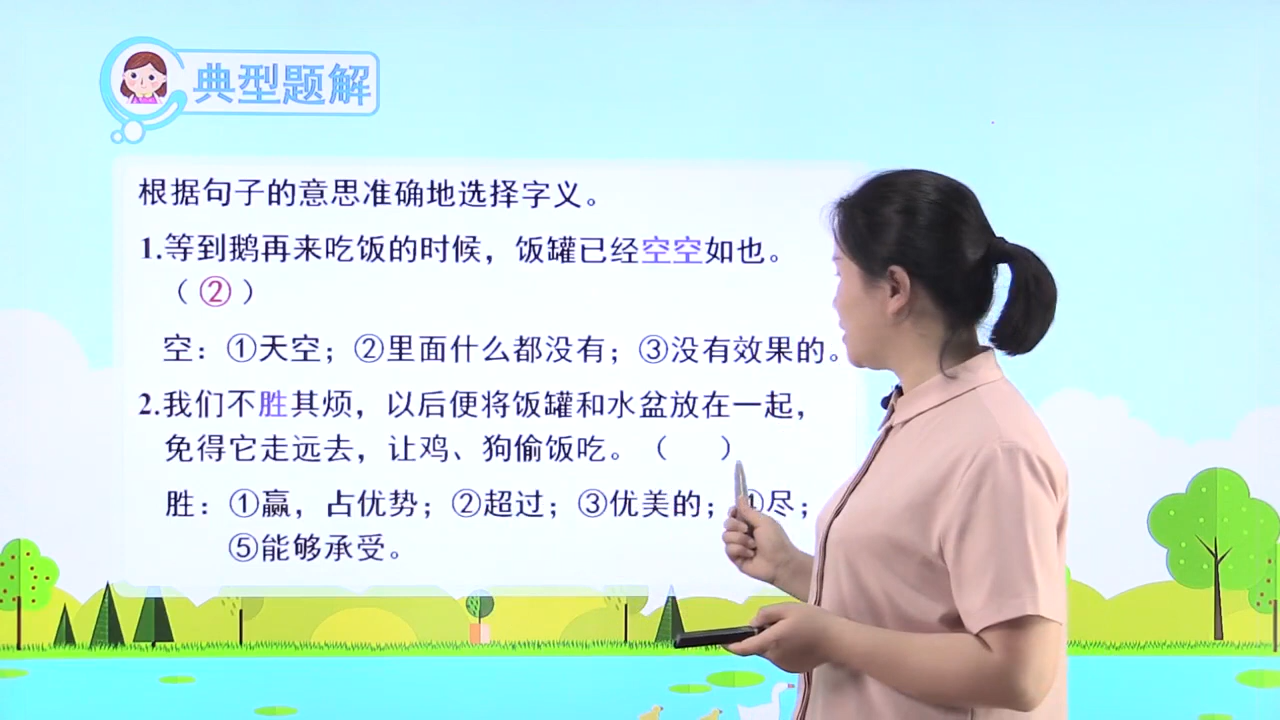 典型题解
根据句子的意思准确地选择字义。
1.等到鹅再来吃饭的时候，饭罐已经空空如也。
（②）
空：①天空；②里面什么都没有；③没有效果的。
2.我们不胜其烦，以后便将饭罐和水盆放在一起，
免得它走远去，让鸡、狗偷饭吃。（ ）
胜：①赢，占优势；②超过；③优美的；④尽；
⑤能够承受。